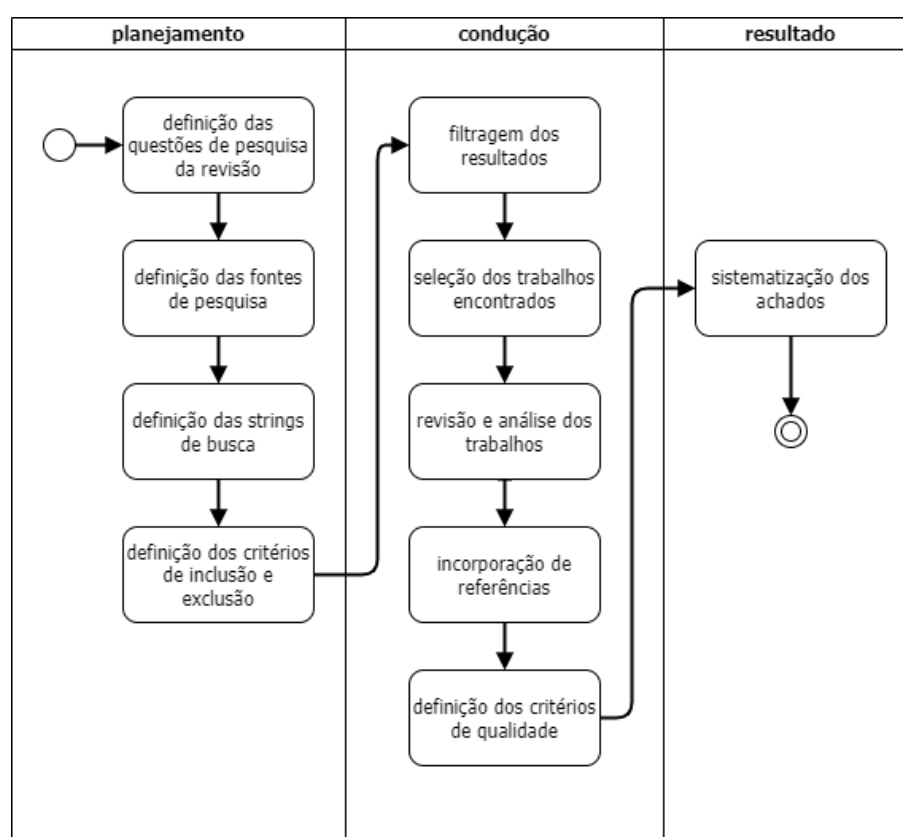 planejamento
condução
resultado
definição das
questões de pesquisa
da revisão
definição das fontes
de pesquisa
definição das strings
de busca
definição dos critérios
de inclusão e
exclusão
filtragem dos
resultados
seleção dos trabalhos
encontrados
revisão e análise dos
trabalhos
incorporação de
referências
definição dos critérios
de qualidade
sistematização dos
achados